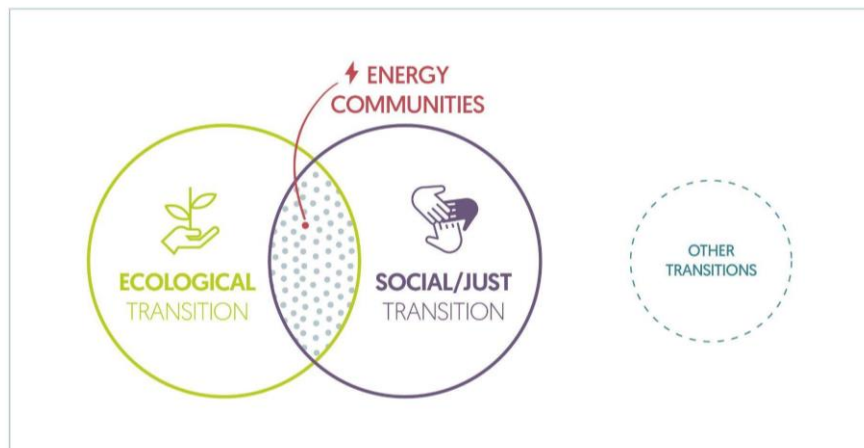 ENERGY
COMMUNITIES
ECOLOGICAL
TRANSITION
SOCIAL/JUST
TRANSITION
OTHER
TRANSITIONS